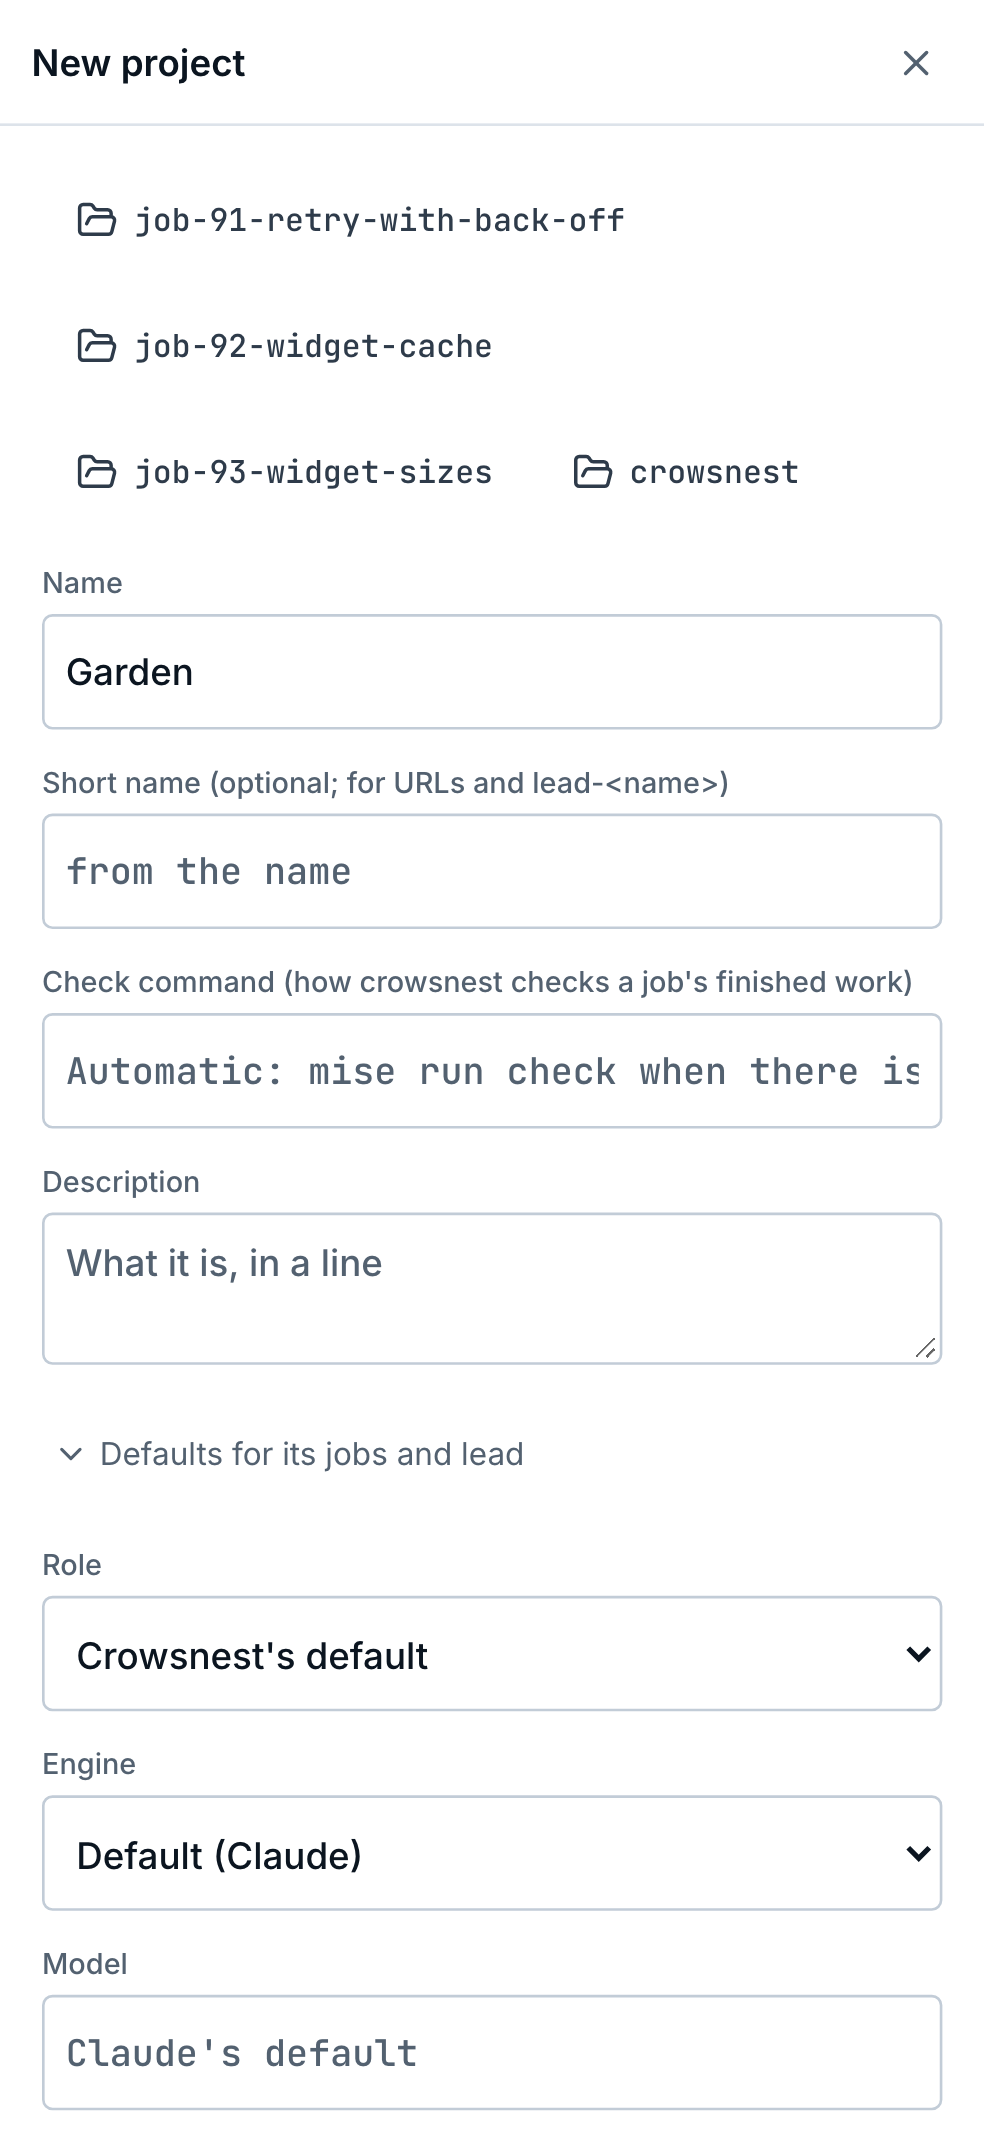 New project
job-91-retry-with-back-off
job-92-widget-cache
job-93-widget-sizes crowsnest
Name
Garden
Short name (optional; for URLs and lead-<name>)
from the name
Check command (how crowsnest checks a job's finished work)
Automatic: mise run check when there is
Description
What it is, in a line
Defaults for its jobs and lead
Role
Crowsnest's default
Engine
Default (Claude)
Model
Claude's default